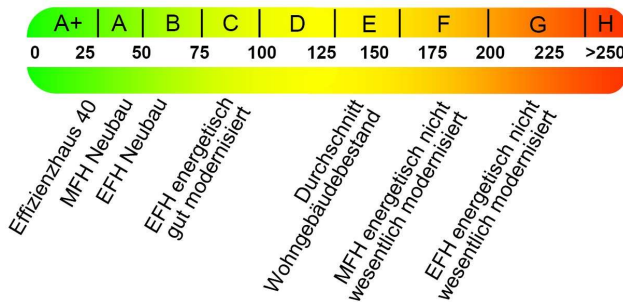 A+ A B C D E F G H
0 25 50 75 100 125 150 175 200 225 >250
Effizienzhaus 40
MFH Neubau
EFH Neubau
EFH energetisch
gut modernisiert
Durchschnitt
Wohngebäudebestand
MFH energetisch nicht
wesentlich modernisiert
EFH energetisch nicht
wesentlich modernisiert